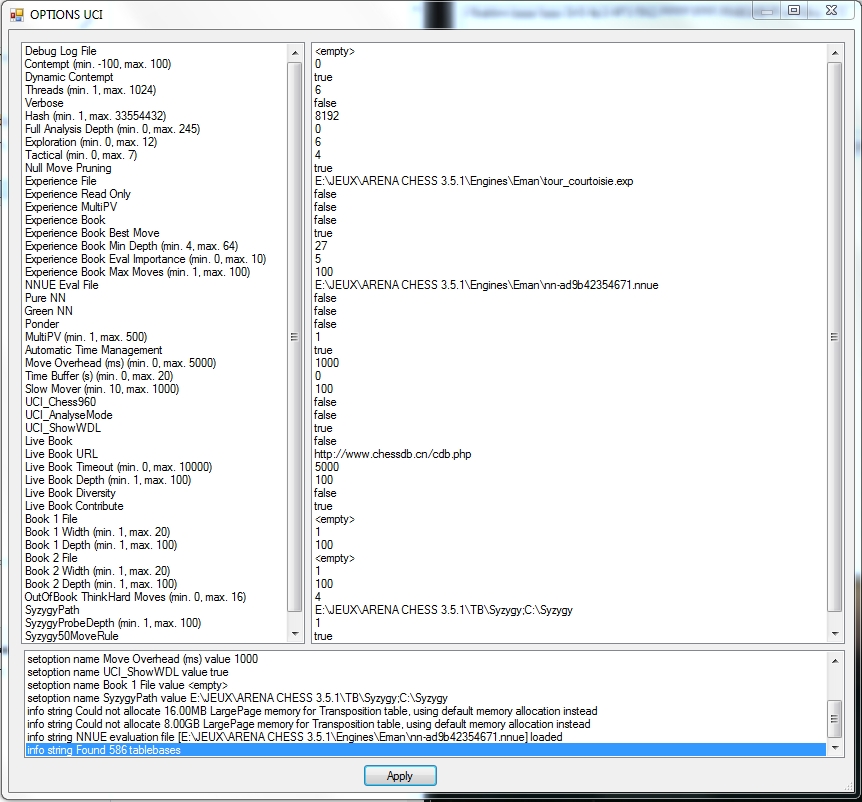 OPTIONS UCI
Debug Log File <empty>
Contempt (min. -100, max. 100) 0
Dynamic Contempt true
Threads (min. 1, max. 1024) 6
Verbose false
Hash (min. 1, max. 33554432) 8192
Full Analysis Depth (min. 0, max. 245) 0
Exploration (min. 0, max. 12) 6
Tactical (min. 0, max. 7) 4
Null Move Pruning true
Experience File E:\JEUX\ARENA CHESS 3.5.1\Engines\Eman\tour_courtoisie.exp
Experience Read Only false
Experience MultiPV false
Experience Book false
Experience Book Best Move true
Experience Book Min Depth (min. 4, max. 64) 27
Experience Book Eval Importance (min. 0, max. 10) 5
Experience Book Max Moves (min. 1, max. 100) 100
NNUE Eval File E:\JEUX\ARENA CHESS 3.5.1\Engines\Eman\nn-ad9b42354671.nnue
Pure NN false
Green NN false
Ponder false
MultiPV (min. 1, max. 500) 1
Automatic Time Management true
Move Overhead (ms) (min. 0, max. 5000) 1000
Time Buffer (s) (min. 0, max. 20) 0
Slow Mover (min. 10, max. 1000) 100
UCI_Chess960 false
UCI_AnalyseMode false
UCI_ShowWDL true
Live Book false
Live Book URL http://www.chessdb.cn/cdb.php
Live Book Timeout (min. 0, max. 10000) 5000
Live Book Depth (min. 1, max. 100) 100
Live Book Diversity false
Live Book Contribute true
Book 1 File <empty>
Book 1 Width (min. 1, max. 20) 1
Book 1 Depth (min. 1, max. 100) 100
Book 2 File <empty>
Book 2 Width (min. 1, max. 20) 1
Book 2 Depth (min. 1, max. 100) 100
OutOfBook ThinkHard Moves (min. 0, max. 16) 4
SyzygyPath E:\JEUX\ARENA CHESS 3.5.1\TB\Syzygy;C:\Syzygy
SyzygyProbeDepth (min. 1, max. 100) 1
Syzygy50MoveRule true
setoption name Move Overhead (ms) value 1000
setoption name UCI_ShowWDL value true
setoption name Book 1 File value <empty>
setoption name SyzygyPath value E:\JEUX\ARENA CHESS 3.5.1\TB\Syzygy;C:\Syzygy
info string Could not allocate 16.00MB LargePage memory for Transposition table, using default memory allocation instead
info string Could not allocate 8.00GB LargePage memory for Transposition table, using default memory allocation instead
info string NNUE evaluation file [E:\JEUX\ARENA CHESS 3.5.1\Engines\Eman\nn-ad9b42354671.nnue] loaded
info string Found 586 tablebases
Apply